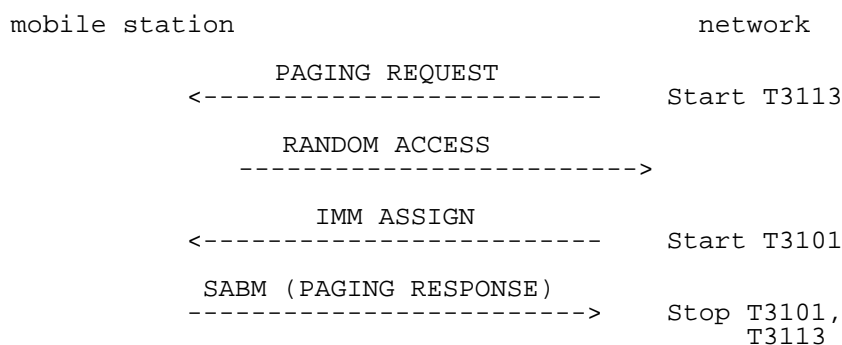 mobile station network
PAGING REQUEST
<------------------------- Start T3113
RANDOM ACCESS
------------------------->
IMM ASSIGN
<------------------------- Start T3101
SABM (PAGING RESPONSE)
-------------------------> Stop T3101,
T3113